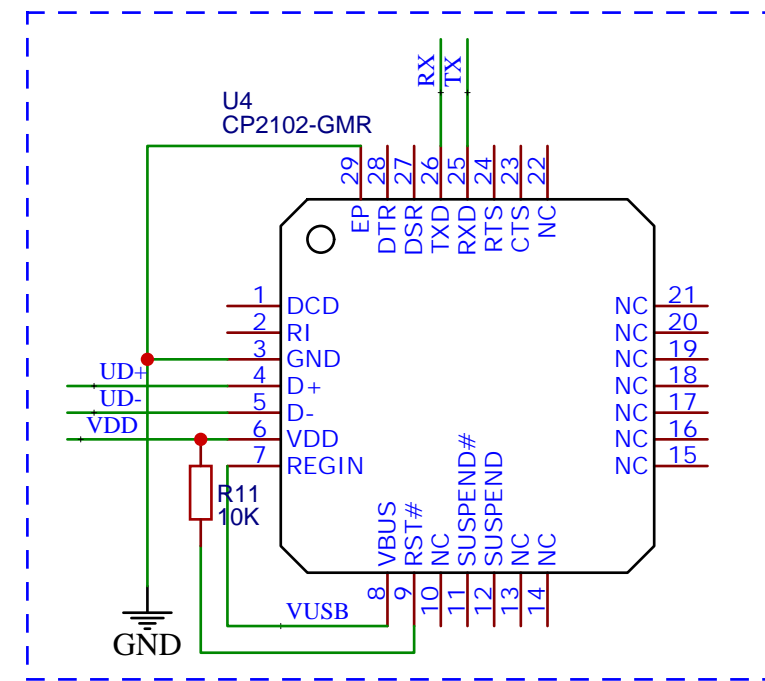 RX
TX
U4
CP2102-GMR
29
28
27
26
25
24
23
22
EP
DTR
DSR
TXD
RXD
RTS
CTS
NC
1 DCD
2 RI
3 GND
UD+ 4 D+
UD- 5 D-
VDD 6 VDD
7 REGIN
NC 21
NC 20
NC 19
NC 18
NC 17
NC 16
NC 15
R11
10K
VBUS
RST#
NC
SUSPEND#
SUSPEND
NC
NC
8
9
10
11
12
13
14
VUSB
GND